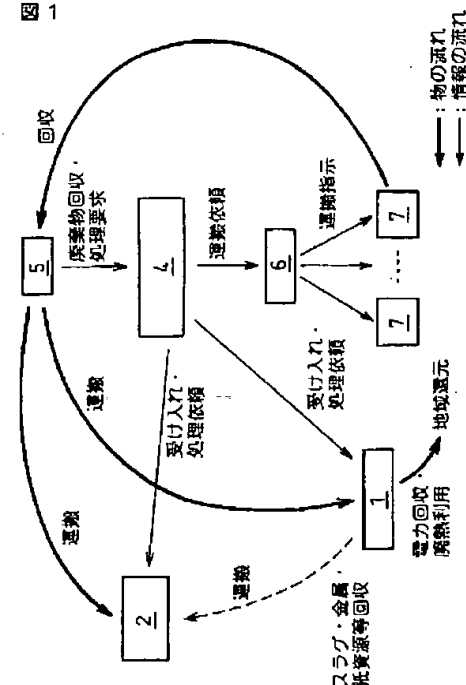 図 1
回収
5
廃棄物回収・
処理要求
4
運搬依頼
6
運搬指示
7
....
7
運搬
運搬
受け入れ・
処理依頼
受け入れ・
処理依頼
2
運搬
1
スラグ・金属・
紙資源等回収
電力回収・
廃熱利用
地域還元
: 物の流れ
: 情報の流れ